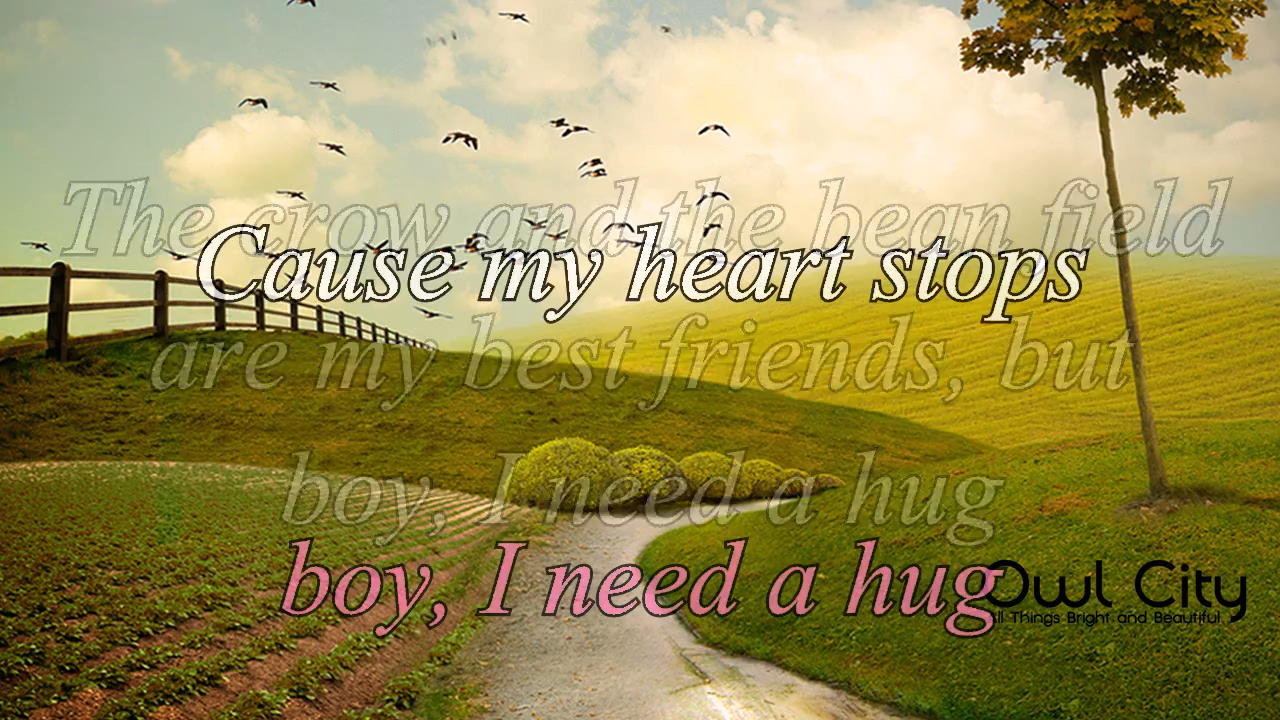 The crow and the bean field
Cause my heart stops
are my best friends, but
boy, I need a hug
boy, I need a hug
Owl City
All Things Bright and Beautiful.